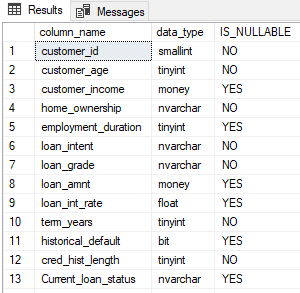 Results Messages
column_name data_type IS_NULLABLE
1 customer_id smallint NO
2 customer_age tinyint NO
3 customer_income money YES
4 home_ownership nvarchar NO
5 employment_duration tinyint YES
6 loan_intent nvarchar NO
7 loan_grade nvarchar NO
8 loan_amnt money YES
9 loan_int_rate float YES
10 term_years tinyint NO
11 historical_default bit YES
12 cred_hist_length tinyint NO
13 Current_loan_status nvarchar YES